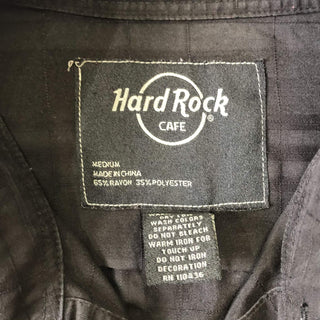 Hard Rock
CAFE
®
MEDIUM
MADE IN CHINA
65% RAYON 35% POLYESTER
WASH COLORS
SEPARATELY
DO NOT BLEACH
WARM IRON FOR
TOUCH UP
DO NOT IRON
DECORATION
RN 110836